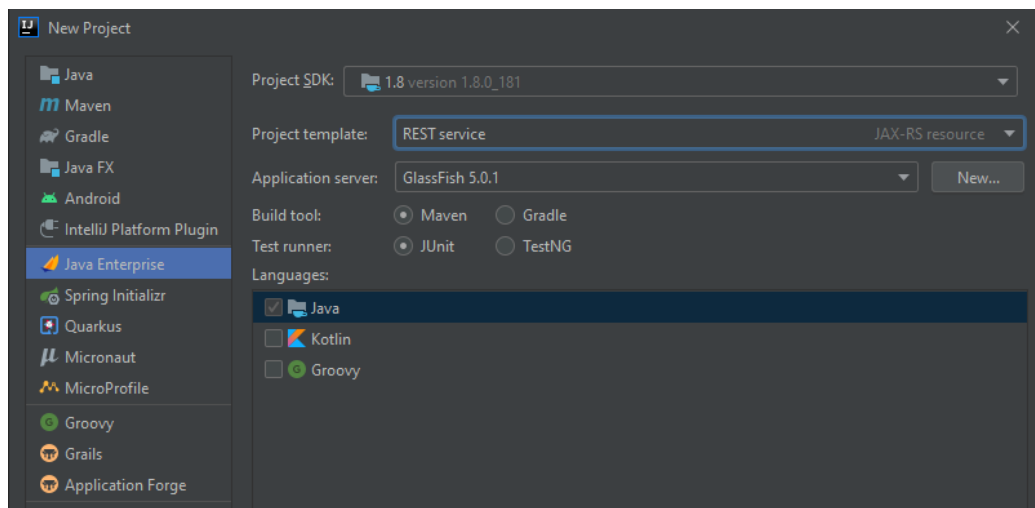 New Project
Java
Maven
Gradle
Java FX
Android
IntelliJ Platform Plugin
Java Enterprise
Spring Initializr
Quarkus
Micronaut
MicroProfile
Groovy
Grails
Application Forge
Project SDK: 1.8 version 1.8.0_181
Project template: REST service JAX-RS resource
Application server: GlassFish 5.0.1 New...
Build tool: Maven Gradle
Test runner: JUnit TestNG
Languages:
Java
Kotlin
Groovy